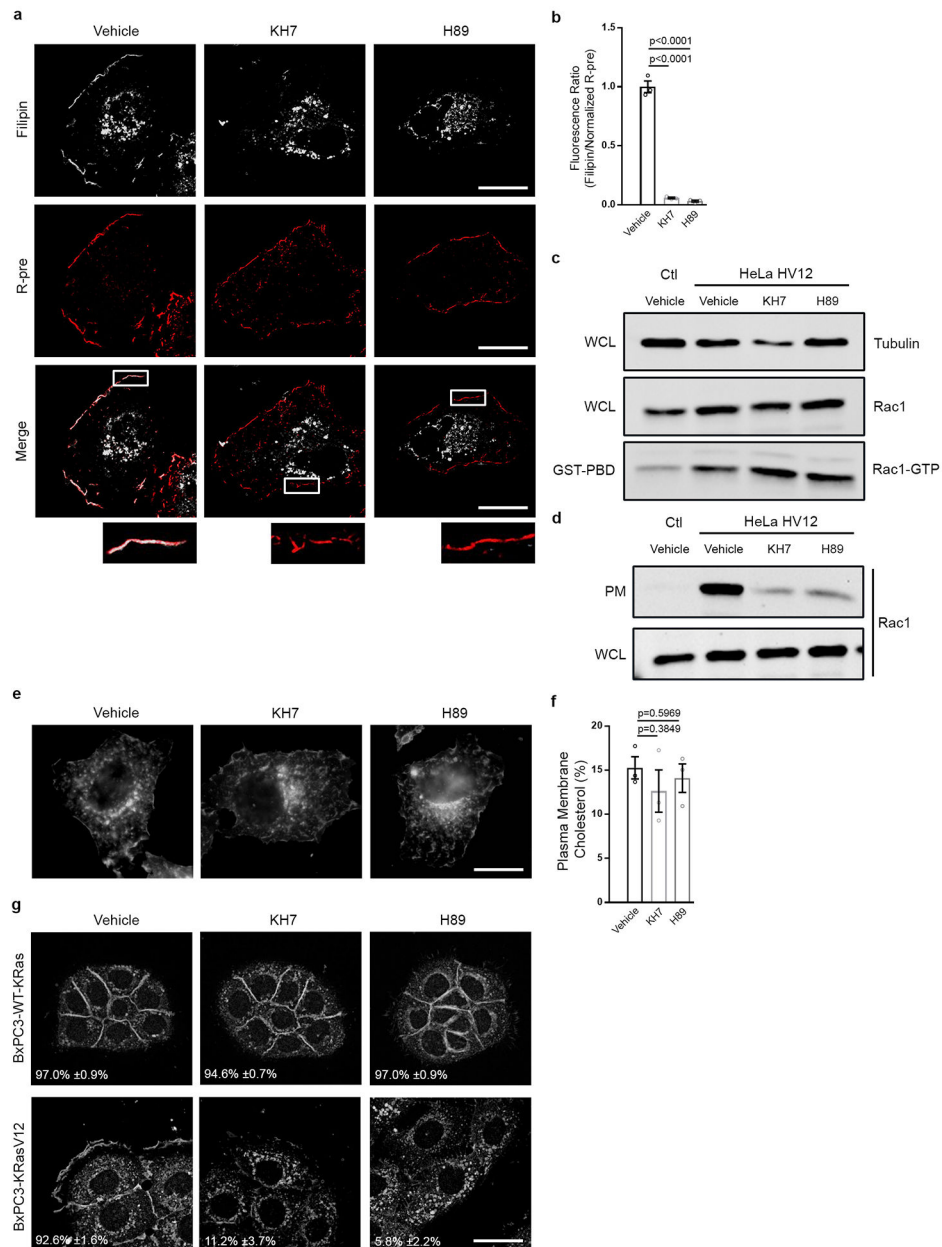 a
Vehicle KH7 H89
Filipin
R-pre
Merge
b
p<0.0001
p<0.0001
Fluorescence Ratio
(Filipin/Normalized R-pre)
1.5
1.0
0.5
0.0
Vehicle KH7 H89
c
Ctl HeLa HV12
Vehicle Vehicle KH7 H89
WCL Tubulin
WCL Rac1
GST-PBD Rac1-GTP
d
Ctl HeLa HV12
Vehicle Vehicle KH7 H89
PM
Rac1
WCL
e
Vehicle KH7 H89
f
p=0.5969
p=0.3849
Plasma Membrane
Cholesterol (%)
20
15
10
5
0
Vehicle KH7 H89
g
Vehicle KH7 H89
BxPC3-WT-KRas
97.0% ±0.9% 94.6% ±0.7% 97.0% ±0.9%
BxPC3-KRasV12
92.6% ±1.6% 11.2% ±3.7% 5.8% ±2.2%